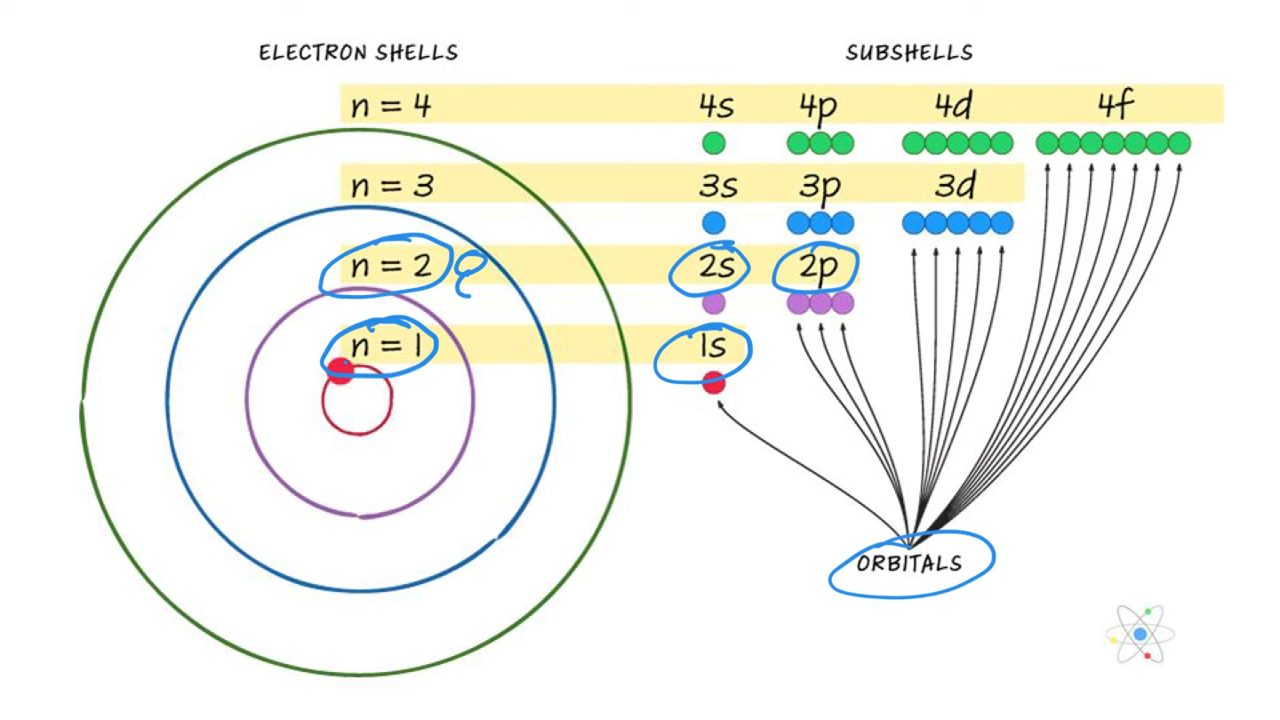 ELECTRON SHELLS SUBSHELLS
n = 4 4s 4p 4d 4f
n = 3 3s 3p 3d
n = 2 2s 2p
n = 1 1s
ORBITALS